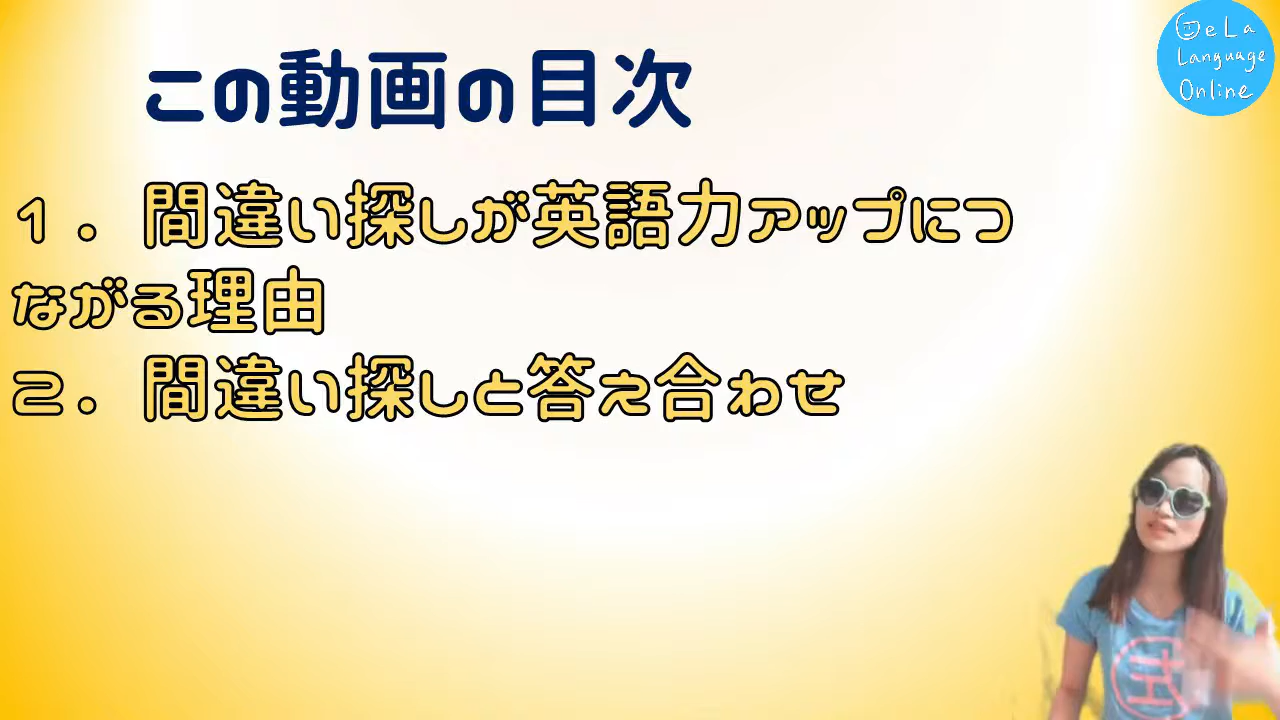 この動画の目次
１．間違い探しが英語力アップにつ
ながる理由
２．間違い探しと答え合わせ
eLa
Language
Online